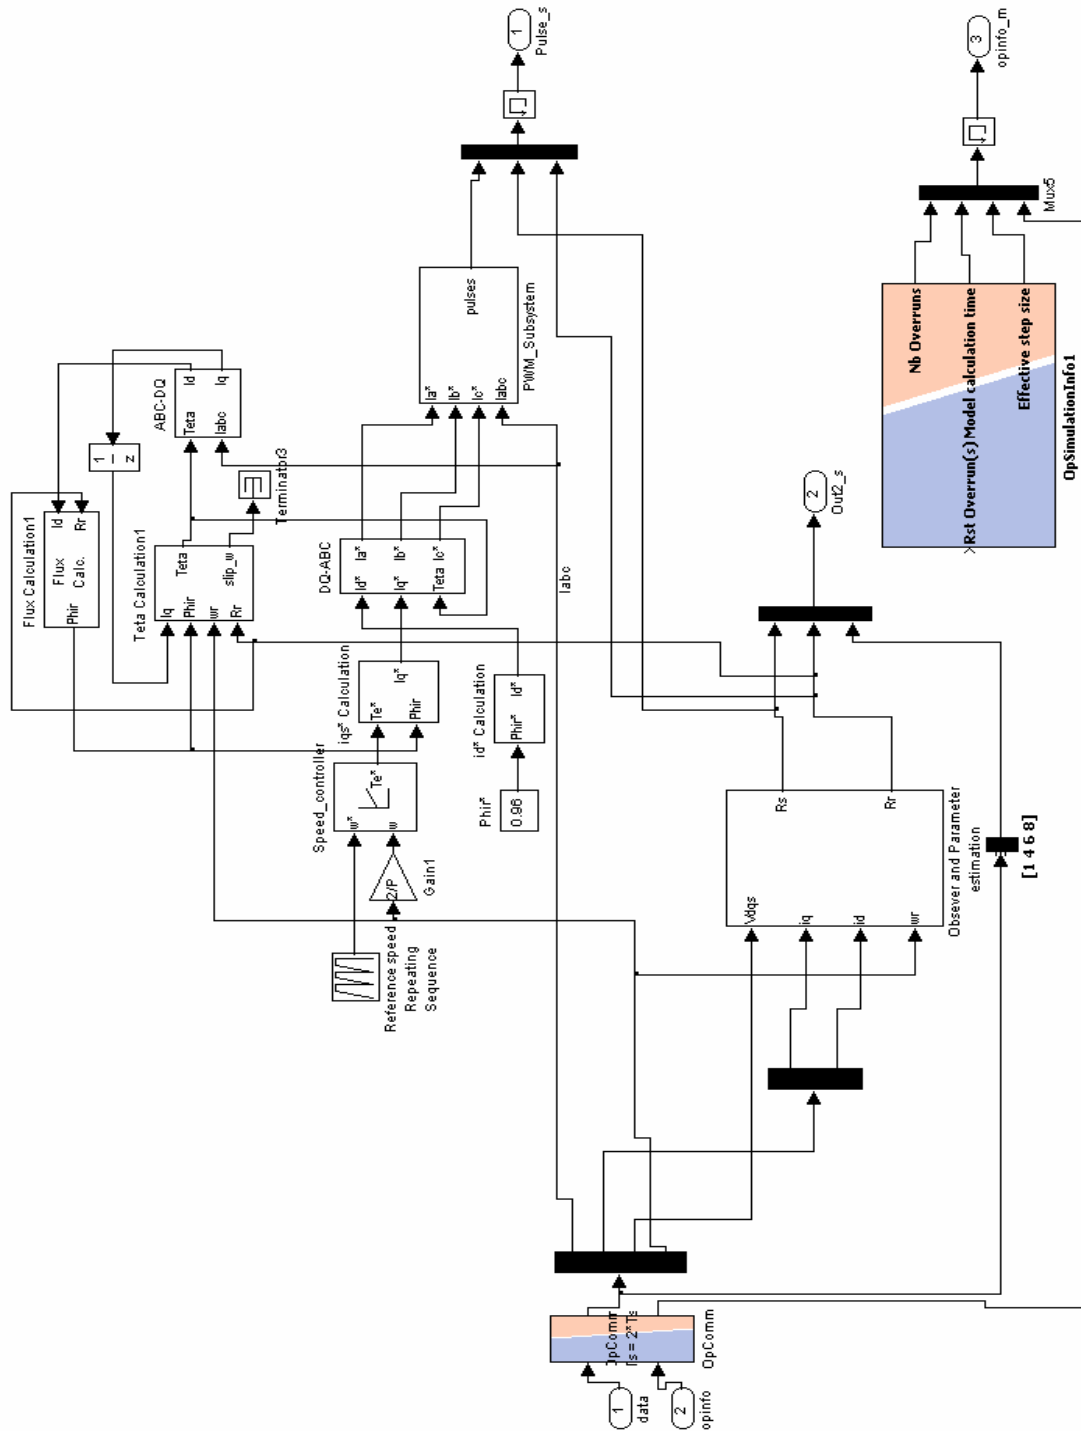 1
data
2
opinfo
OpComm
Ts = 2*Ts
OpComm
Flux Calculation1
Phir
Flux
Calc.
Id
Rr
1
z
ABC-DQ
Teta
Iabc
Id
Iq
Teta Calculation1
Iq
Phir
wr
Rr
Teta
slip_w
Terminator3
Reference speed
Repeating
Sequence
2/P
Gain1
Speed_controller
w*
w
Te*
iqs* Calculation
Te*
Phir
Iq*
Phir*
0.96
id* Calculation
Phir*
Id*
DQ-ABC
Id*
Iq*
Teta
Ia*
Ib*
Ic*
Ia*
Ib*
Ic*
Iabc
pulses
PWM_Subsystem
Iabc
1
Pulse_s
Vdqs
iq
id
wr
Rs
Rr
Obsever and Parameter
estimation
[1 4 6 8]
2
Out2_s
Rst Overrun(s)
Nb Overruns
Model calculation time
Effective step size
OpSimulationInfo1
Mux5
3
opinfo_m